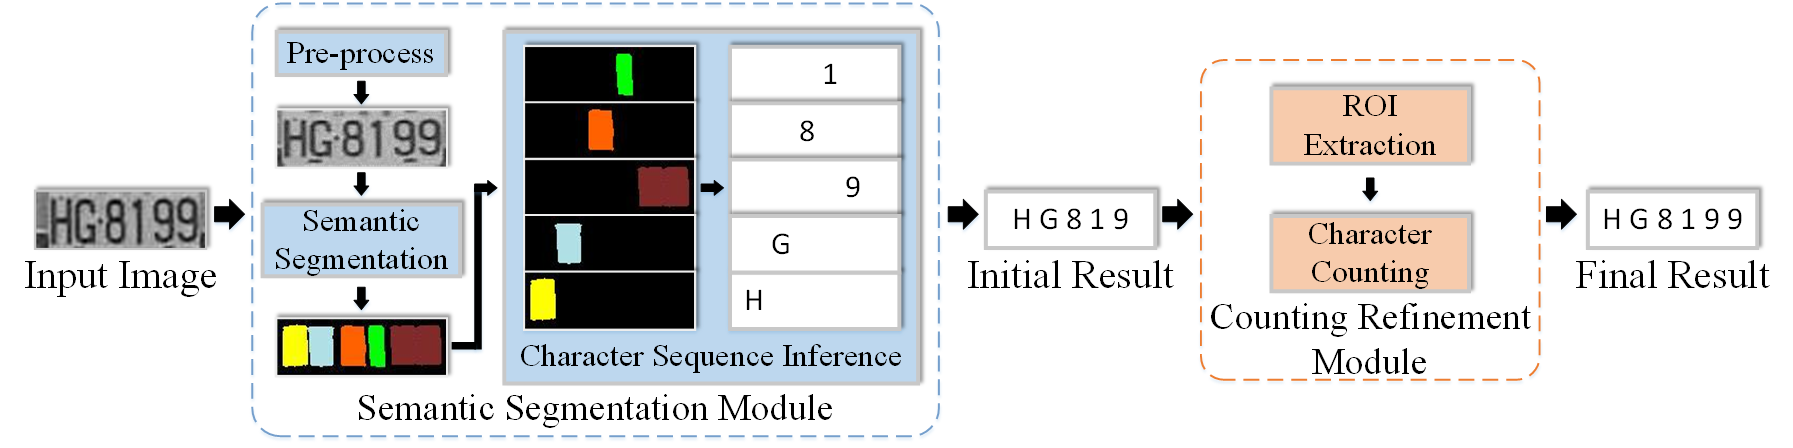 HG·8199
Input Image
Pre-process
HG·8199
Semantic
Segmentation
1
8
9
G
H
Character Sequence Inference
Semantic Segmentation Module
H G 8 1 9
Initial Result
ROI
Extraction
Character
Counting
Counting Refinement
Module
H G 8 1 9 9
Final Result